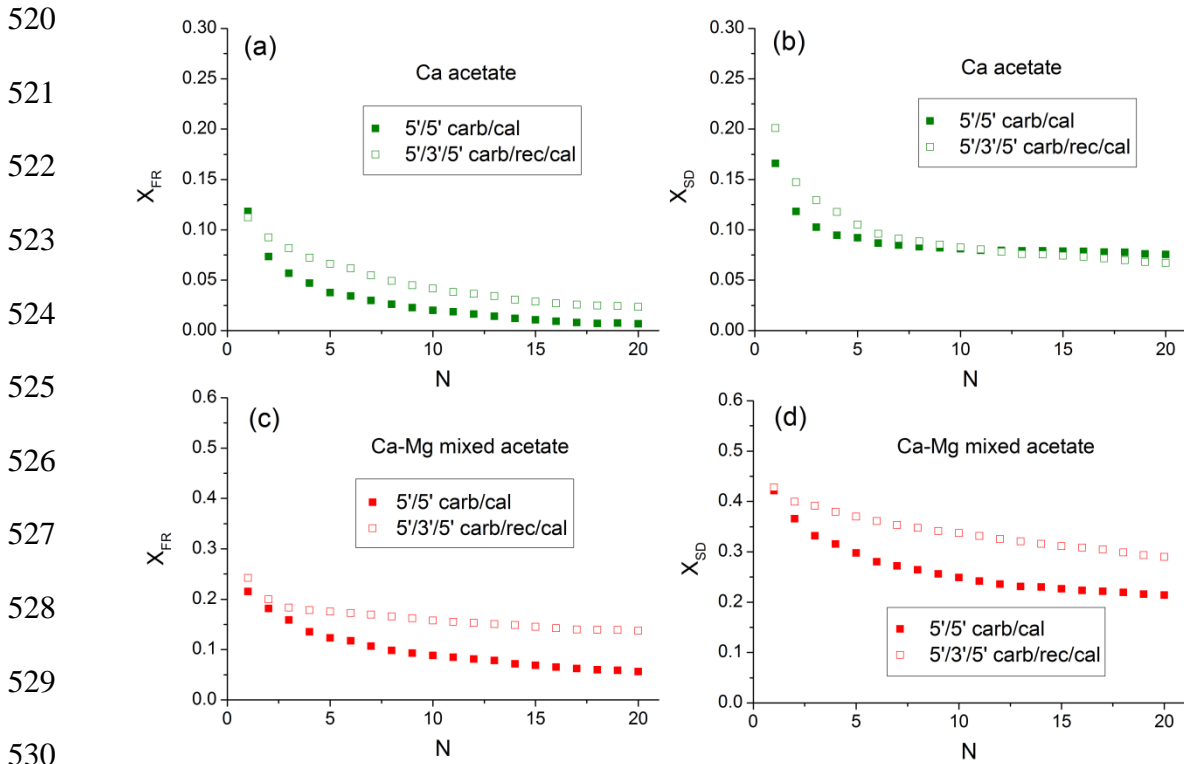 520
521
522
523
524
525
526
527
528
529
530
(a)
Ca acetate
5'/5' carb/cal
5'/3'/5' carb/rec/cal
X_FR
0.30
0.25
0.20
0.15
0.10
0.05
0.00
0 5 10 15 20
N
(b)
Ca acetate
5'/5' carb/cal
5'/3'/5' carb/rec/cal
X_SD
0.30
0.25
0.20
0.15
0.10
0.05
0.00
0 5 10 15 20
N
(c)
Ca-Mg mixed acetate
5'/5' carb/cal
5'/3'/5' carb/rec/cal
X_FR
0.6
0.5
0.4
0.3
0.2
0.1
0.0
0 5 10 15 20
N
(d)
Ca-Mg mixed acetate
5'/5' carb/cal
5'/3'/5' carb/rec/cal
X_SD
0.6
0.5
0.4
0.3
0.2
0.1
0.0
0 5 10 15 20
N